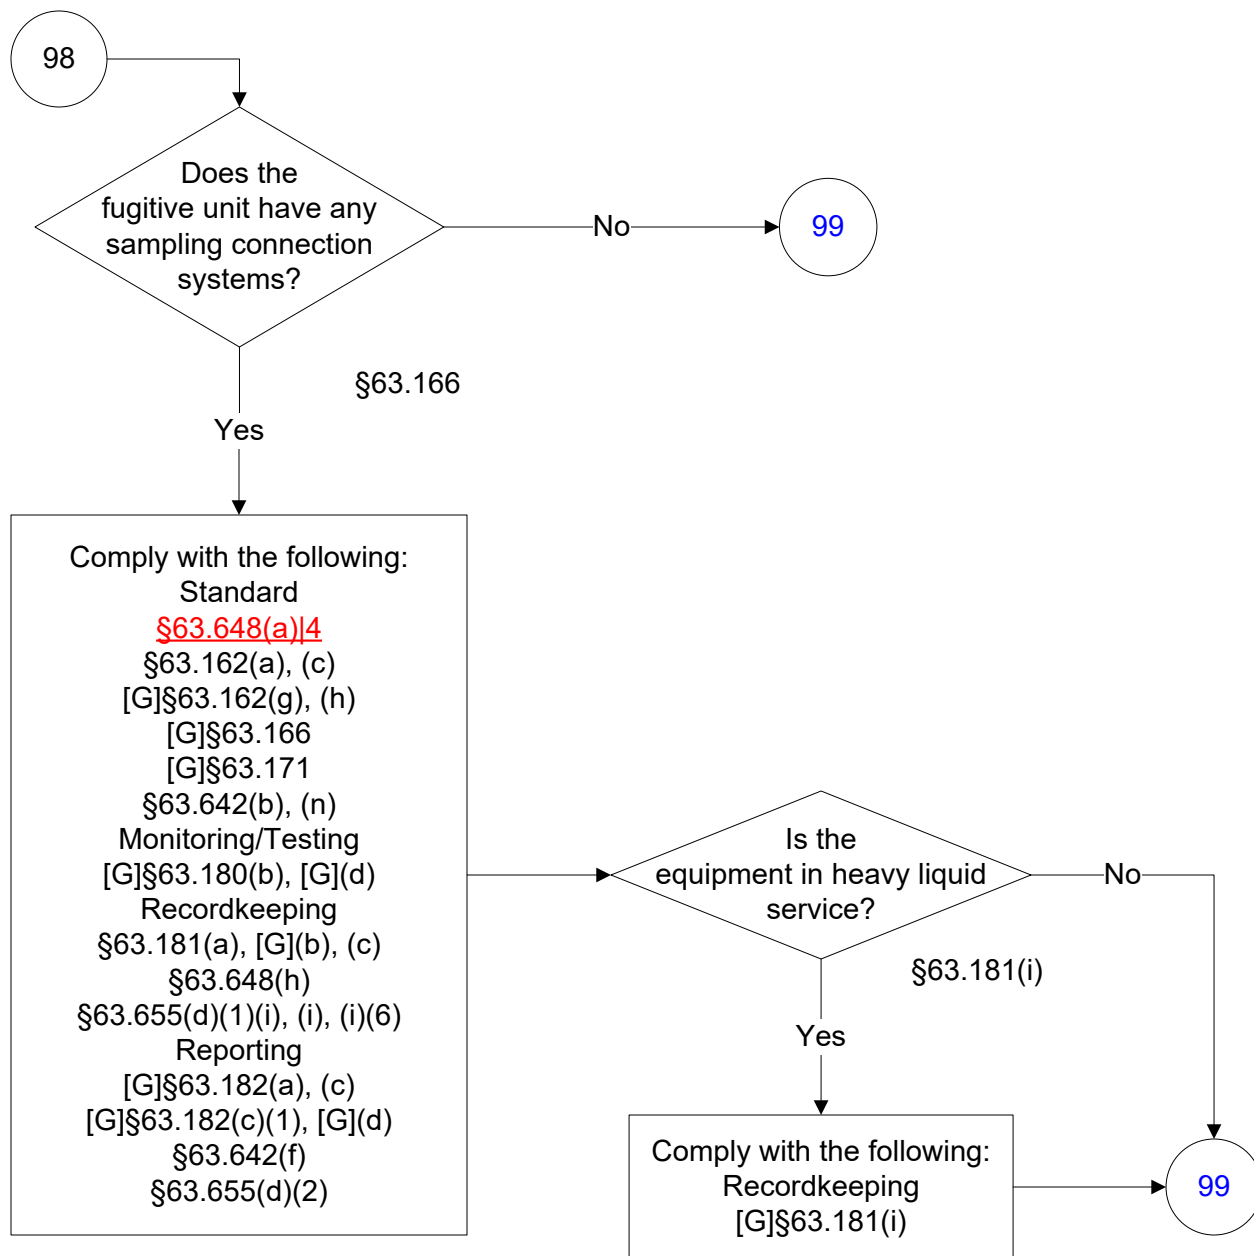 98
Does the
fugitive unit have any
sampling connection
systems?
No
99
§63.166
Yes
Comply with the following:
Standard
§63.648(a)|4
§63.162(a), (c)
[G]§63.162(g), (h)
[G]§63.166
[G]§63.171
§63.642(b), (n)
Monitoring/Testing
[G]§63.180(b), [G](d)
Recordkeeping
§63.181(a), [G](b), (c)
§63.648(h)
§63.655(d)(1)(i), (i), (i)(6)
Reporting
[G]§63.182(a), (c)
[G]§63.182(c)(1), [G](d)
§63.642(f)
§63.655(d)(2)
Is the
equipment in heavy liquid
service?
No
§63.181(i)
Yes
Comply with the following:
Recordkeeping
[G]§63.181(i)
99